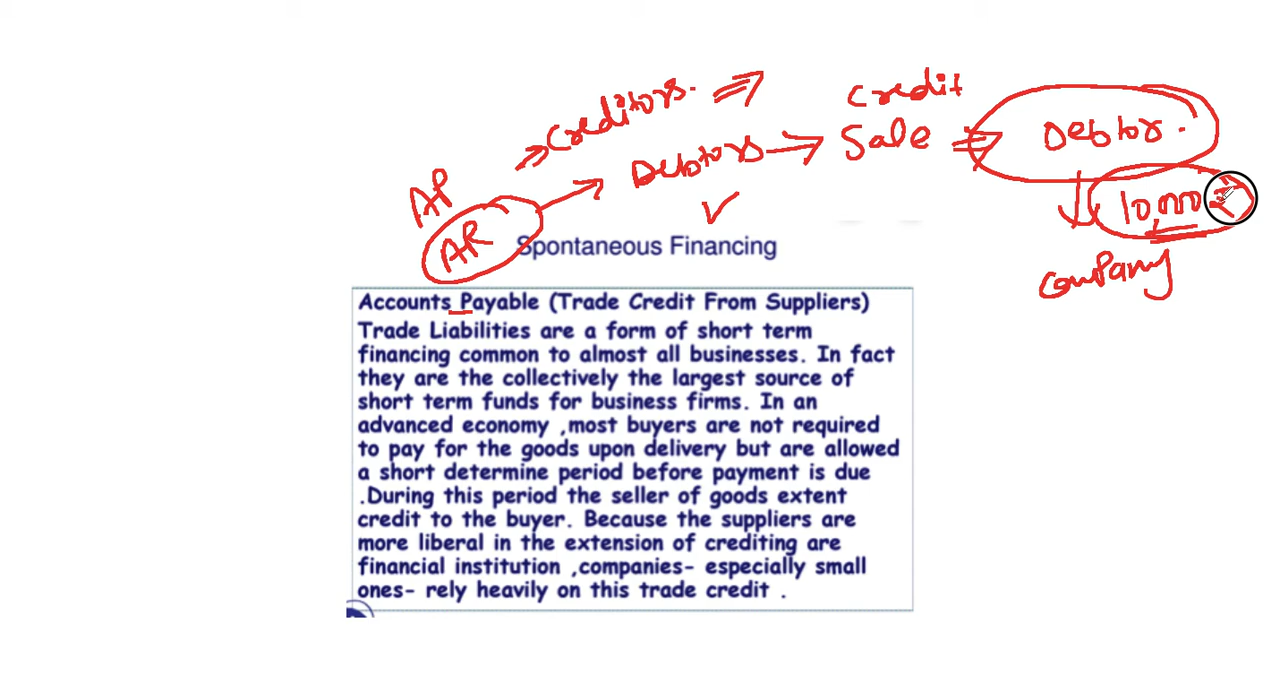 Credit
Creditors.
Sale
Debtor.
Debtors
AP
AR
Spontaneous Financing
company
Accounts Payable (Trade Credit From Suppliers)
Trade Liabilities are a form of short term
financing common to almost all businesses. In fact
they are the collectively the largest source of
short term funds for business firms. In an
advanced economy ,most buyers are not required
to pay for the goods upon delivery but are allowed
a short determine period before payment is due
.During this period the seller of goods extent
credit to the buyer. Because the suppliers are
more liberal in the extension of crediting are
financial institution ,companies- especially small
ones- rely heavily on this trade credit .